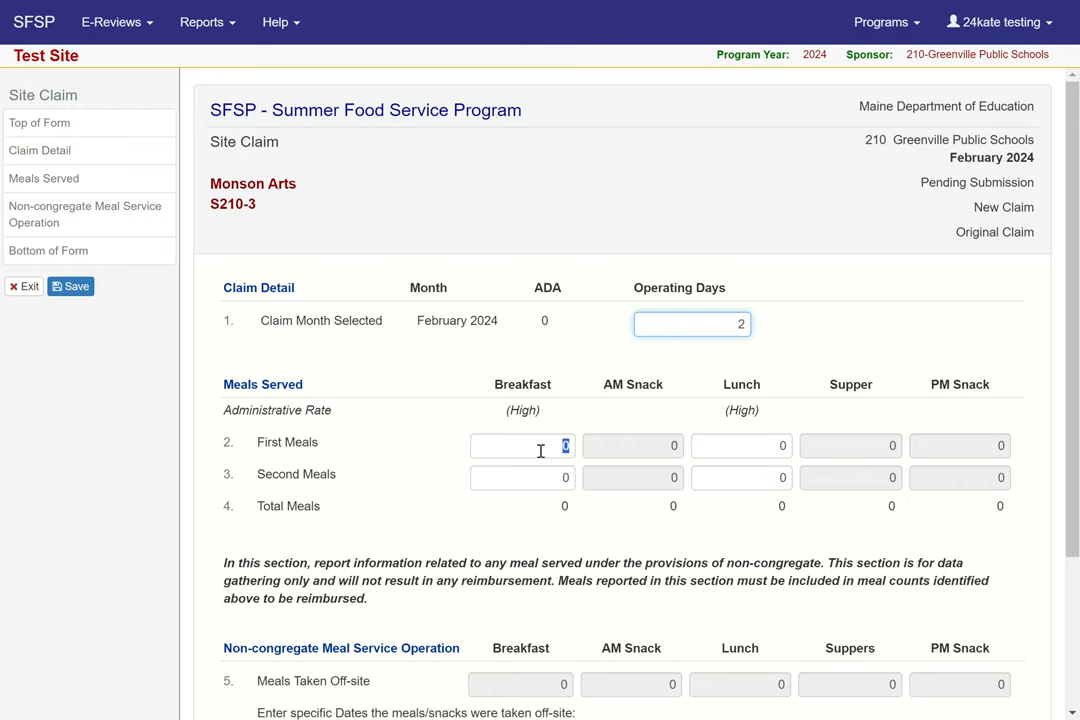 SFSP E-Reviews Reports Help Programs 24kate testing
Test Site Program Year: 2024 Sponsor: 210-Greenville Public Schools
Site Claim
Top of Form
Claim Detail
Meals Served
Non-congregate Meal Service
Operation
Bottom of Form
Exit Save
SFSP - Summer Food Service Program Maine Department of Education
Site Claim 210 Greenville Public Schools
February 2024
Monson Arts Pending Submission
S210-3 New Claim
Original Claim
Claim Detail Month ADA Operating Days
1. Claim Month Selected February 2024 0 2
Meals Served Breakfast AM Snack Lunch Supper PM Snack
Administrative Rate (High) (High)
2. First Meals 0 0 0 0 0
3. Second Meals 0 0 0 0 0
4. Total Meals 0 0 0 0 0
In this section, report information related to any meal served under the provisions of non-congregate. This section is for data
gathering only and will not result in any reimbursement. Meals reported in this section must be included in meal counts identified
above to be reimbursed.
Non-congregate Meal Service Operation Breakfast AM Snack Lunch Suppers PM Snack
5. Meals Taken Off-site 0 0 0 0 0
Enter specific Dates the meals/snacks were taken off-site: